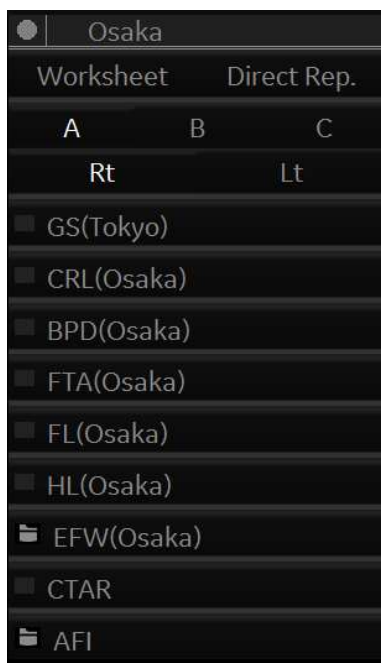 Osaka
Worksheet Direct Rep.
A B C
Rt Lt
GS(Tokyo)
CRL(Osaka)
BPD(Osaka)
FTA(Osaka)
FL(Osaka)
HL(Osaka)
EFW(Osaka)
CTAR
AFI